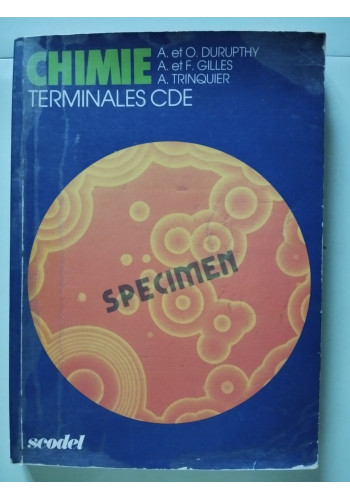 CHIMIE
A. et O. DURUPTHY
A. et F. GILLES
A. TRINQUIER
TERMINALES CDE
SPECIMEN
scodel